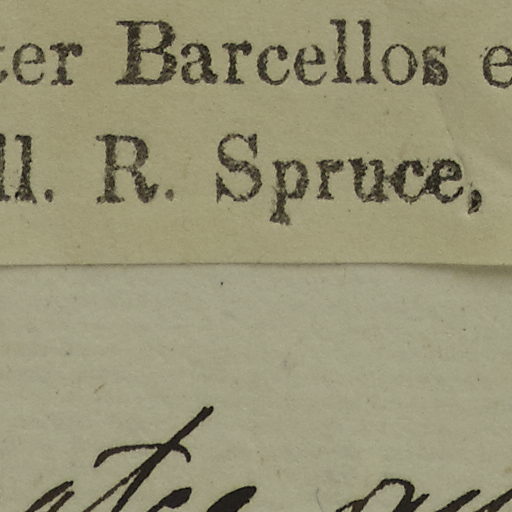 ter Barcellos e
ll. R. Spruce,